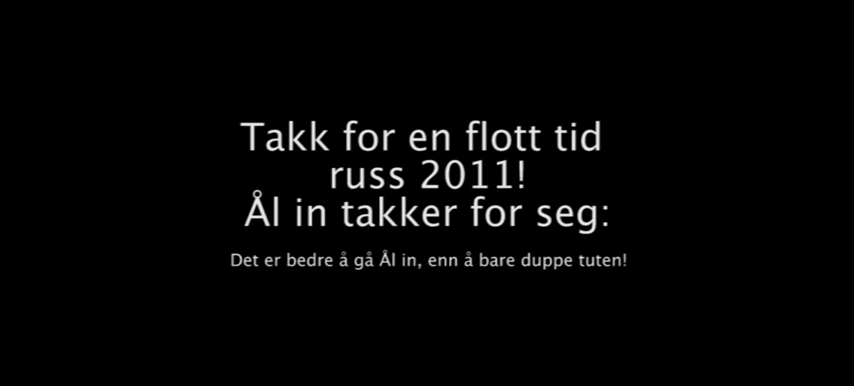 Takk for en flott tid
russ 2011!
Ål in takker for seg:
Det er bedre å gå Ål in, enn å bare duppe tuten!